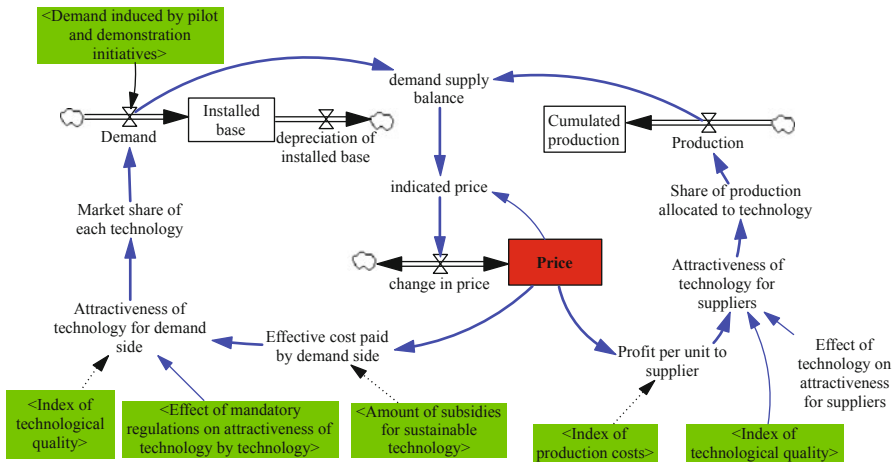 <Demand induced by pilot
and demonstration
initiatives>
demand supply
balance
Installed
base
Demand
depreciation of
installed base
Cumulated
production
Production
indicated price
Market share of
each technology
Share of production
allocated to technology
Price
change in price
Attractiveness of
technology for
suppliers
Attractiveness of
technology for demand
side
Effective cost paid
by demand side
Profit per unit to
supplier
Effect of
technology on
attractiveness
for suppliers
<Index of
technological
quality>
<Effect of mandatory
regulations on attractiveness of
technology by technology>
<Amount of subsidies
for sustainable
technology>
<Index of
production costs>
<Index of
technological quality>